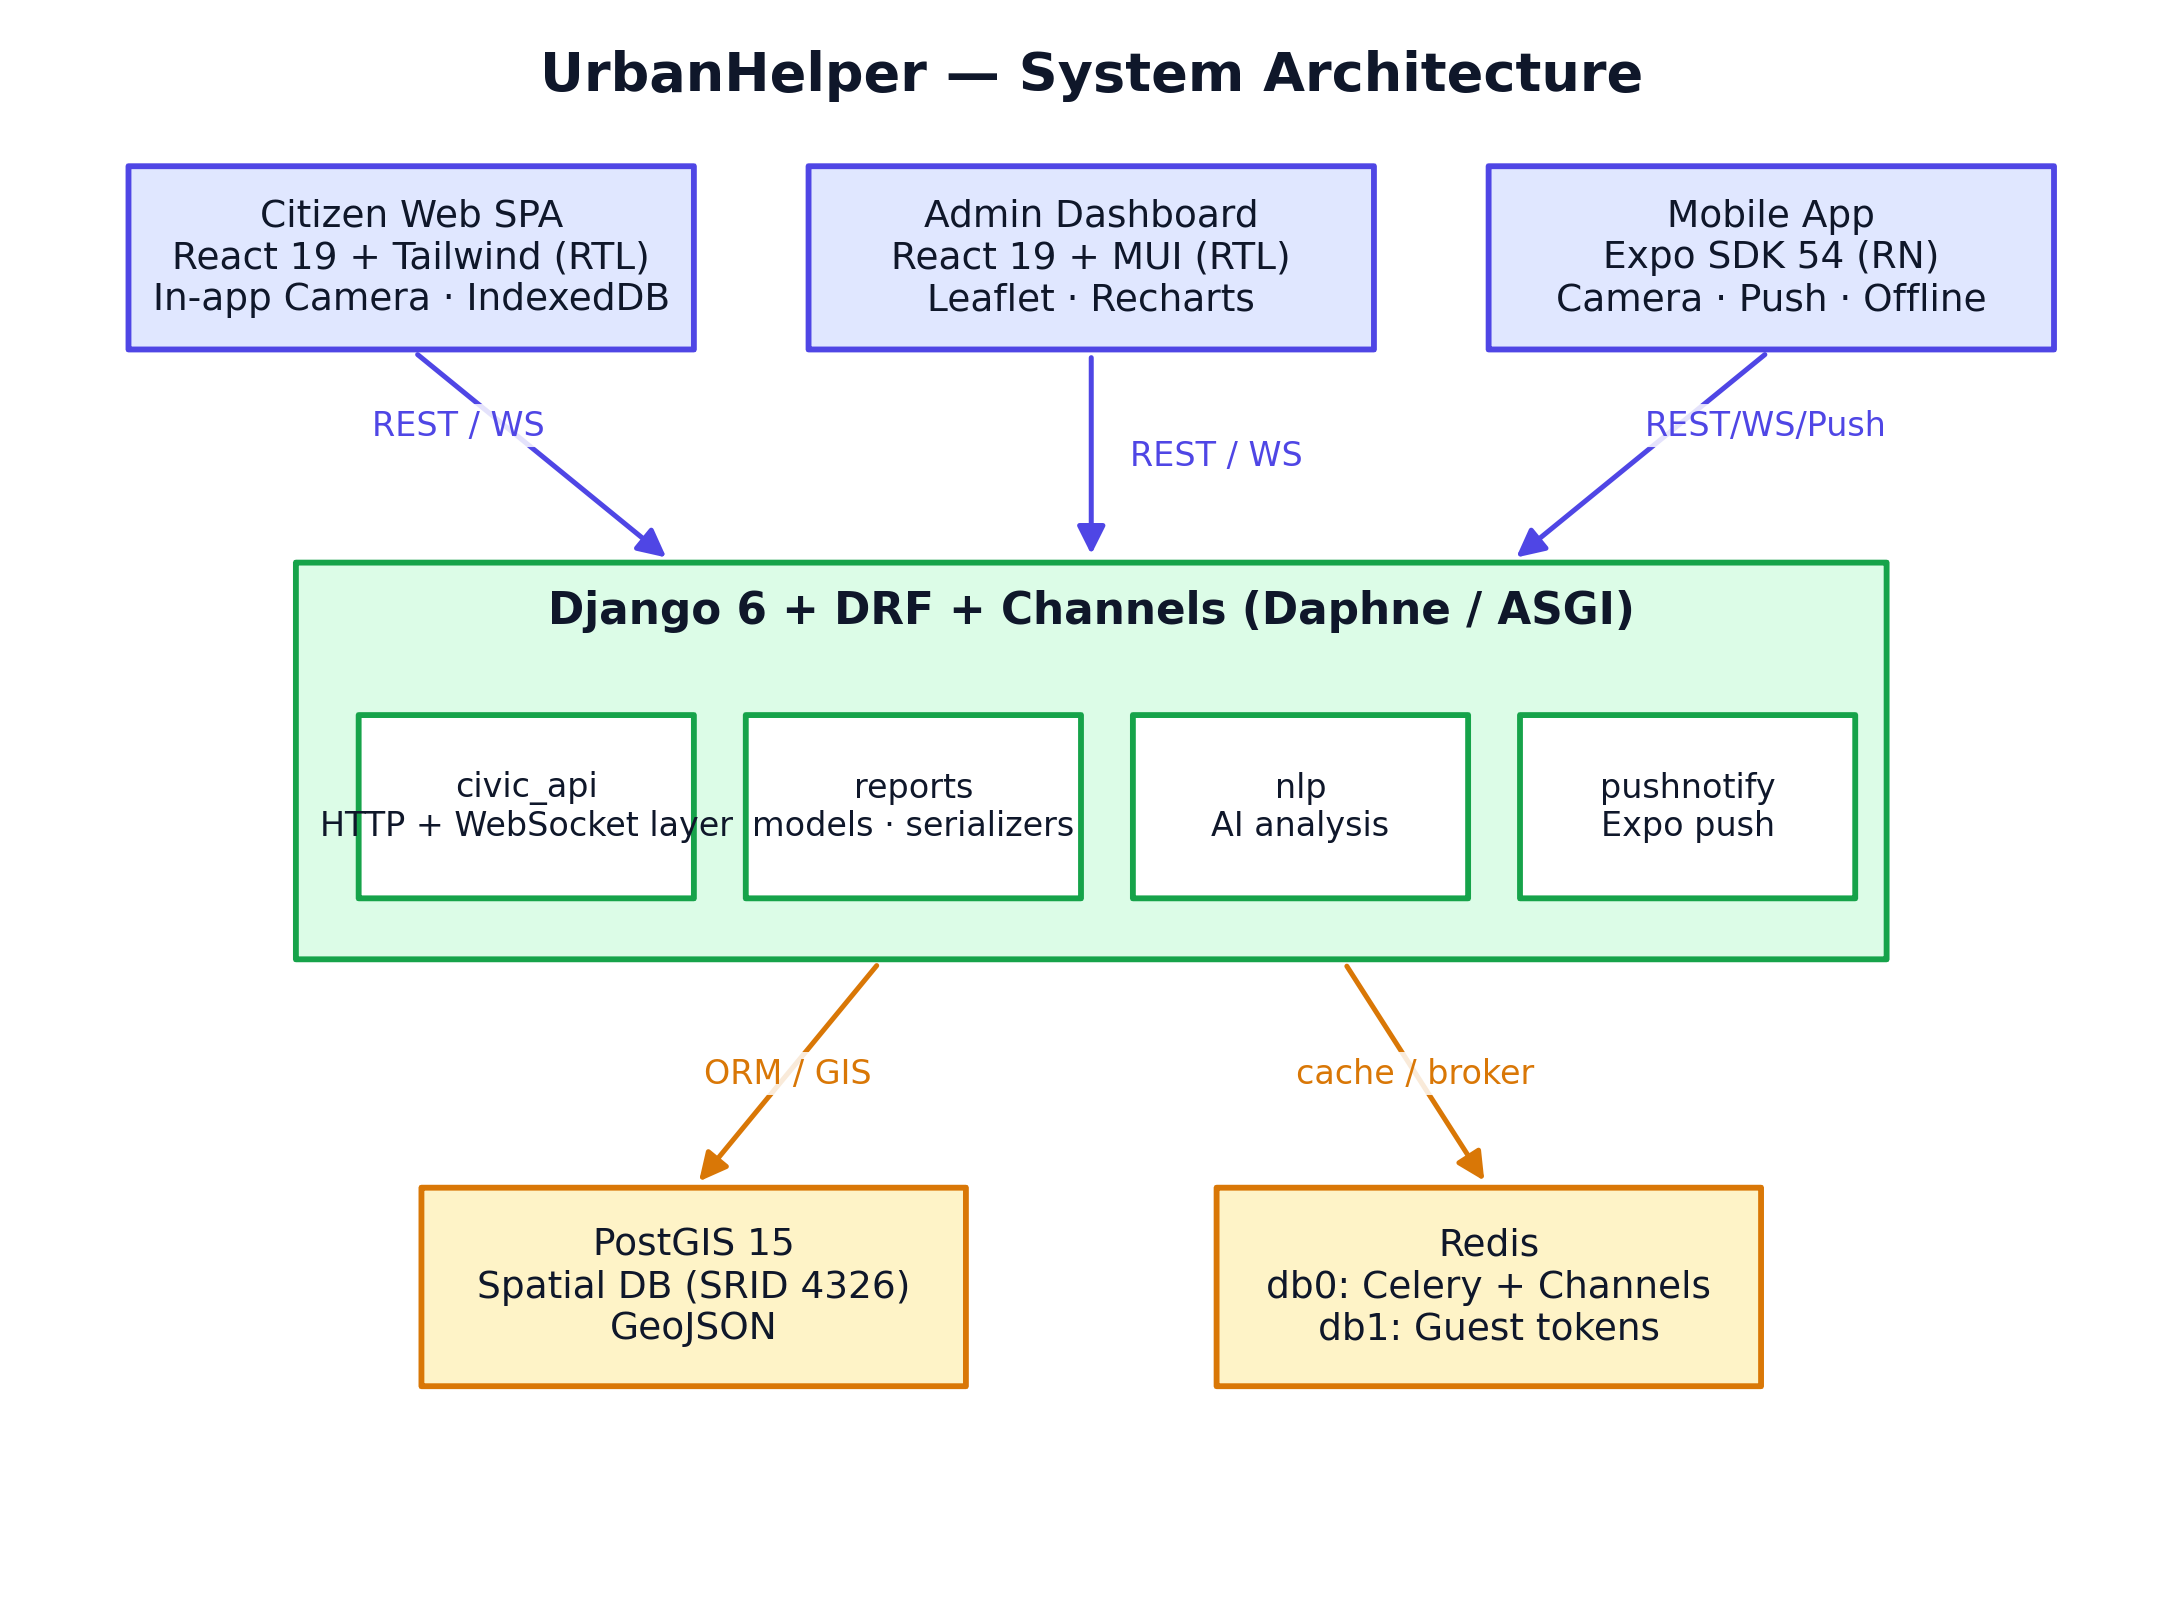 UrbanHelper — System Architecture
Citizen Web SPA
React 19 + Tailwind (RTL)
In-app Camera · IndexedDB
Admin Dashboard
React 19 + MUI (RTL)
Leaflet · Recharts
Mobile App
Expo SDK 54 (RN)
Camera · Push · Offline
REST / WS
REST / WS
REST/WS/Push
Django 6 + DRF + Channels (Daphne / ASGI)
civic_api
HTTP + WebSocket layer
reports
models · serializers
nlp
AI analysis
pushnotify
Expo push
ORM / GIS
cache / broker
PostGIS 15
Spatial DB (SRID 4326)
GeoJSON
Redis
db0: Celery + Channels
db1: Guest tokens